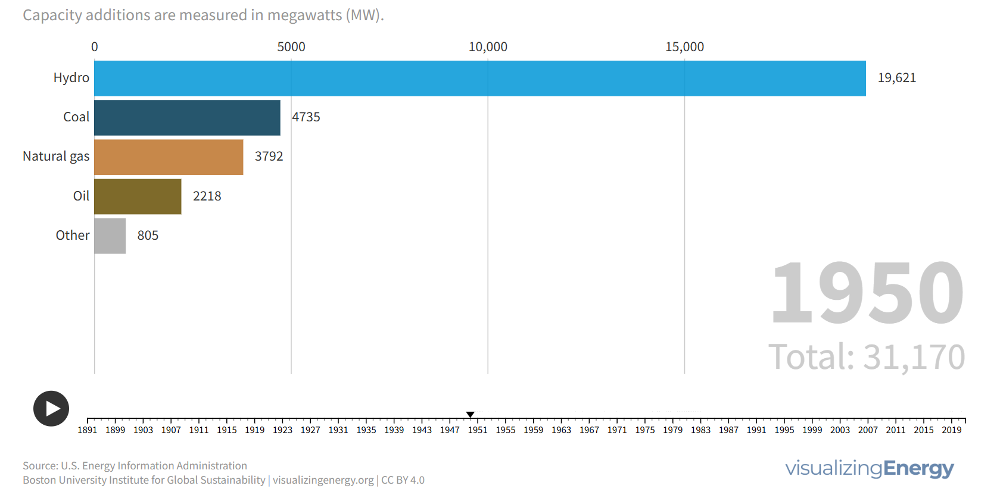 Capacity additions are measured in megawatts (MW).
0 5000 10,000 15,000
Hydro 19,621
Coal 4735
Natural gas 3792
Oil 2218
Other 805
1950
Total: 31,170
1891 1899 1903 1907 1911 1915 1919 1923 1927 1931 1935 1939 1943 1947 1951 1955 1959 1963 1967 1971 1975 1979 1983 1987 1991 1995 1999 2003 2007 2011 2015 2019
Source: U.S. Energy Information Administration
Boston University Institute for Global Sustainability | visualizingenergy.org | CC BY 4.0
visualizingEnergy